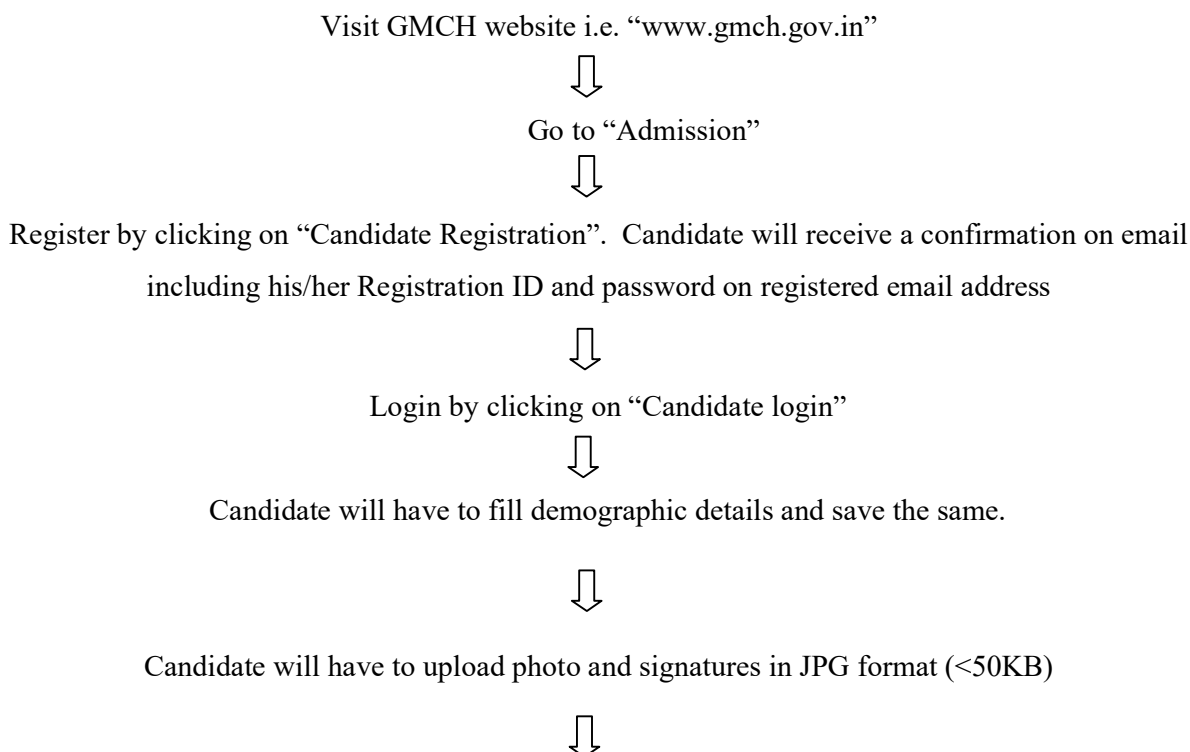 Visit GMCH website i.e. “www.gmch.gov.in”
Go to “Admission”
Register by clicking on “Candidate Registration”.  Candidate will receive a confirmation on email
including his/her Registration ID and password on registered email address
Login by clicking on “Candidate login”
Candidate will have to fill demographic details and save the same.
Candidate will have to upload photo and signatures in JPG format (<50KB)